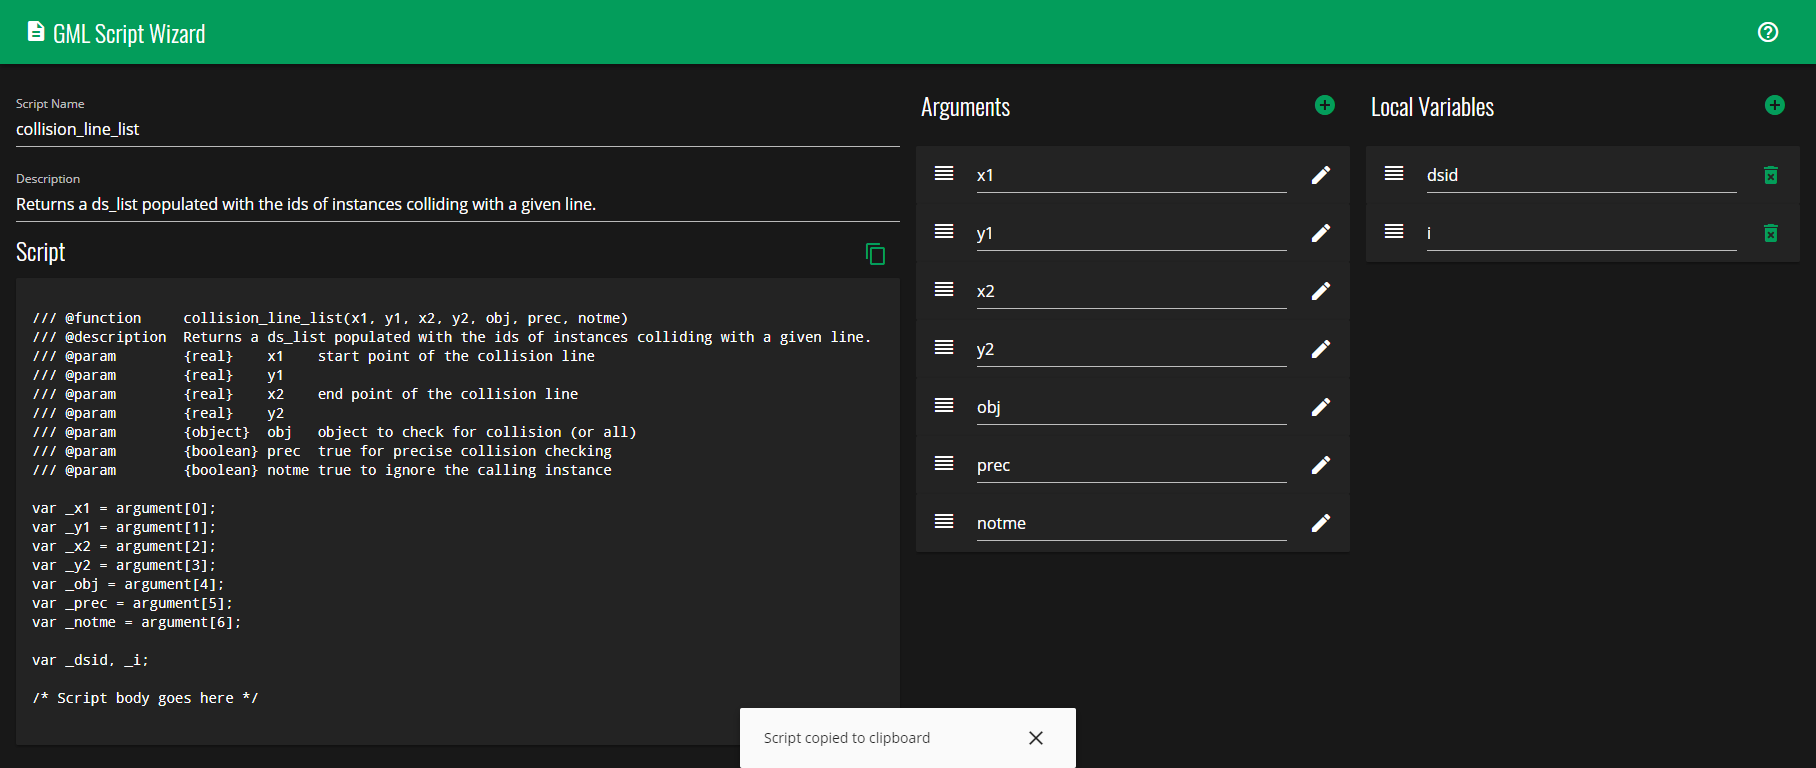 GML Script Wizard
Script Name
collision_line_list
Description
Returns a ds_list populated with the ids of instances colliding with a given line.
Script
/// @function     collision_line_list(x1, y1, x2, y2, obj, prec, notme)
/// @description  Returns a ds_list populated with the ids of instances colliding with a given line.
/// @param        {real}    x1    start point of the collision line
/// @param        {real}    y1
/// @param        {real}    x2    end point of the collision line
/// @param        {real}    y2
/// @param        {object}  obj   object to check for collision (or all)
/// @param        {boolean} prec  true for precise collision checking
/// @param        {boolean} notme true to ignore the calling instance
var _x1 = argument[0];
var _y1 = argument[1];
var _x2 = argument[2];
var _y2 = argument[3];
var _obj = argument[4];
var _prec = argument[5];
var _notme = argument[6];
var _dsid, _i;
/* Script body goes here */
Arguments
x1
y1
x2
y2
obj
prec
notme
Local Variables
dsid
i
Script copied to clipboard